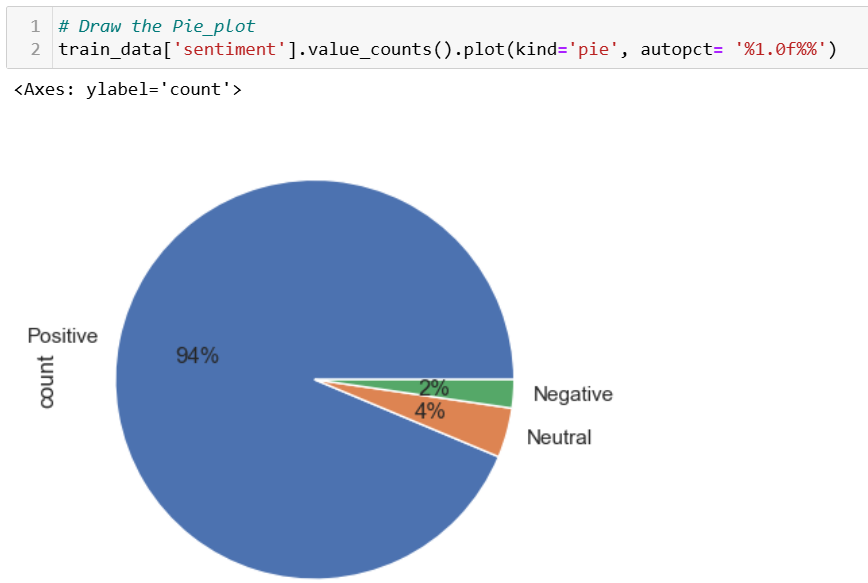 1 # Draw the Pie_plot
2 train_data['sentiment'].value_counts().plot(kind='pie', autopct= '%1.0f%%')
<Axes: ylabel='count'>
Positive
count
94%
2%
4%
Negative
Neutral